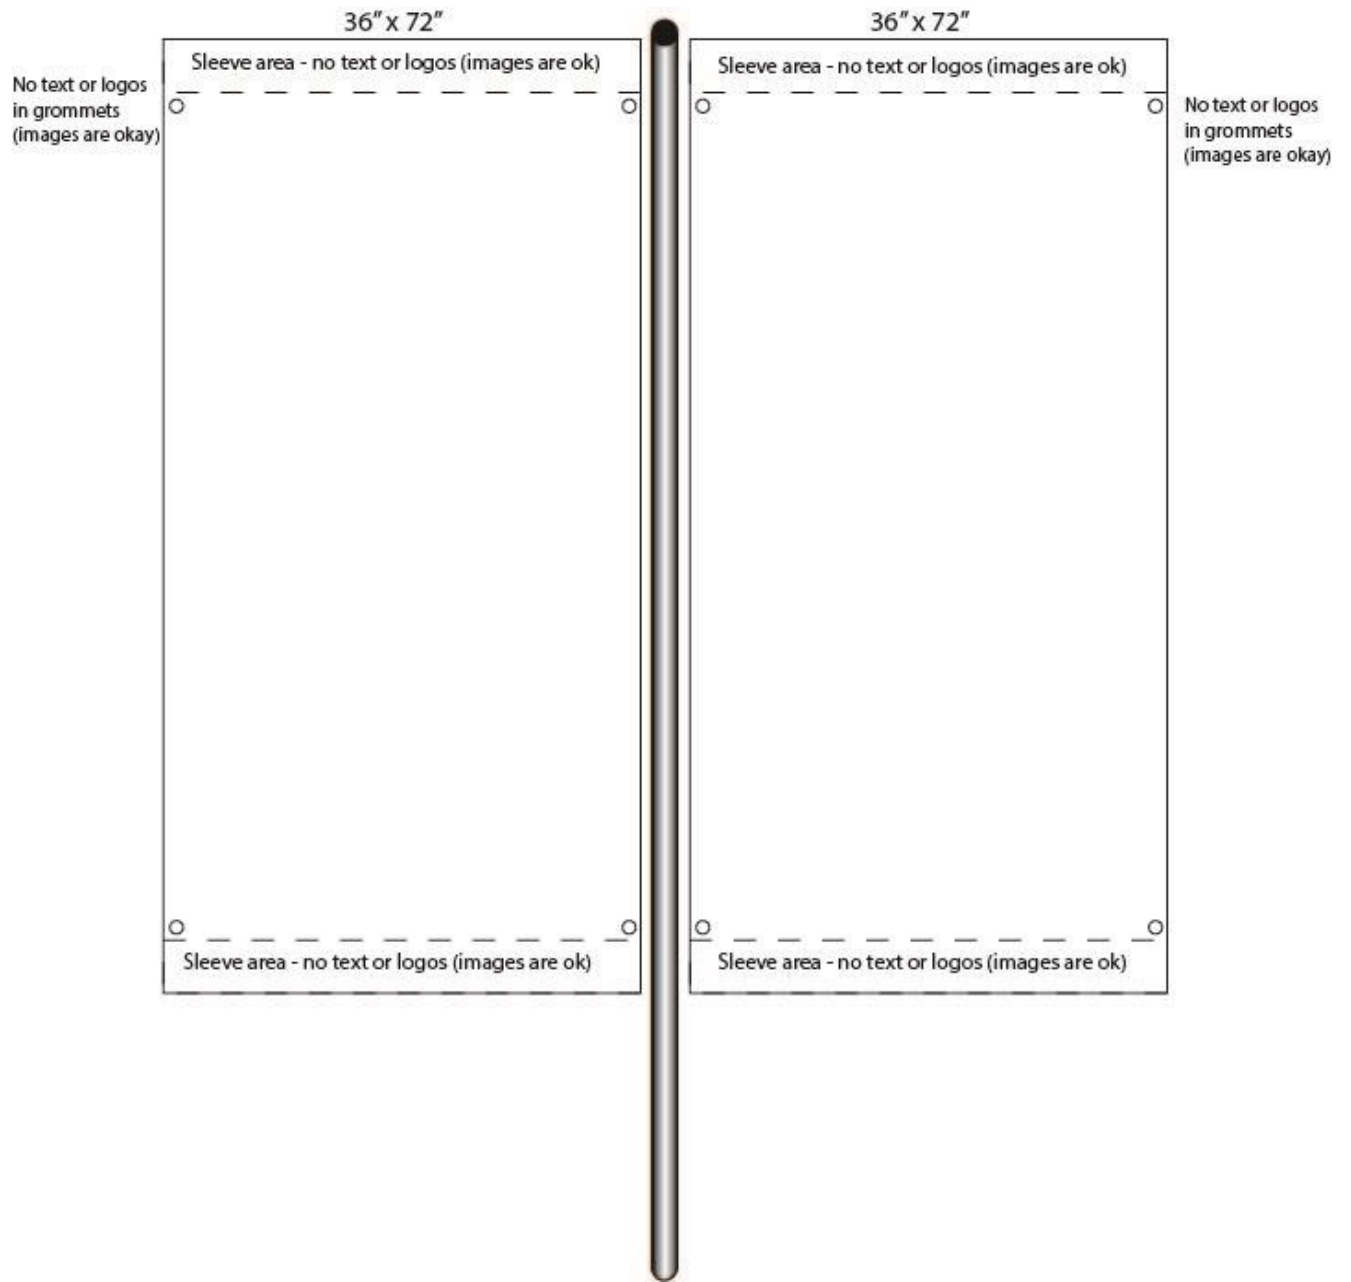 36" x 72"
Sleeve area - no text or logos (images are ok)
No text or logos
in grommets
(images are okay)
Sleeve area - no text or logos (images are ok)
36" x 72"
Sleeve area - no text or logos (images are ok)
No text or logos
in grommets
(images are okay)
Sleeve area - no text or logos (images are ok)